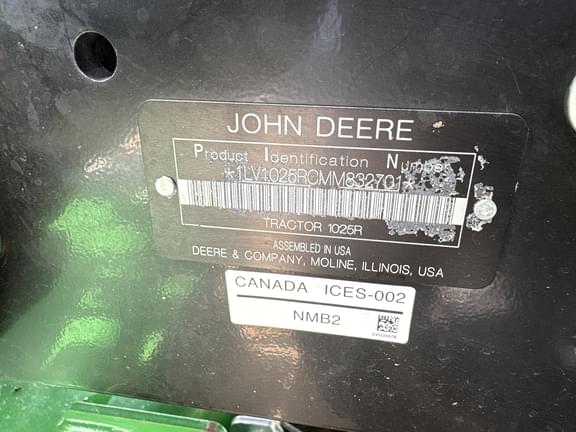 JOHN DEERE
Product Identification Number
*1LV1025RCMM832701*
TRACTOR 1025R
ASSEMBLED IN USA
DEERE & COMPANY, MOLINE, ILLINOIS, USA
CANADA ICES-002
NMB2